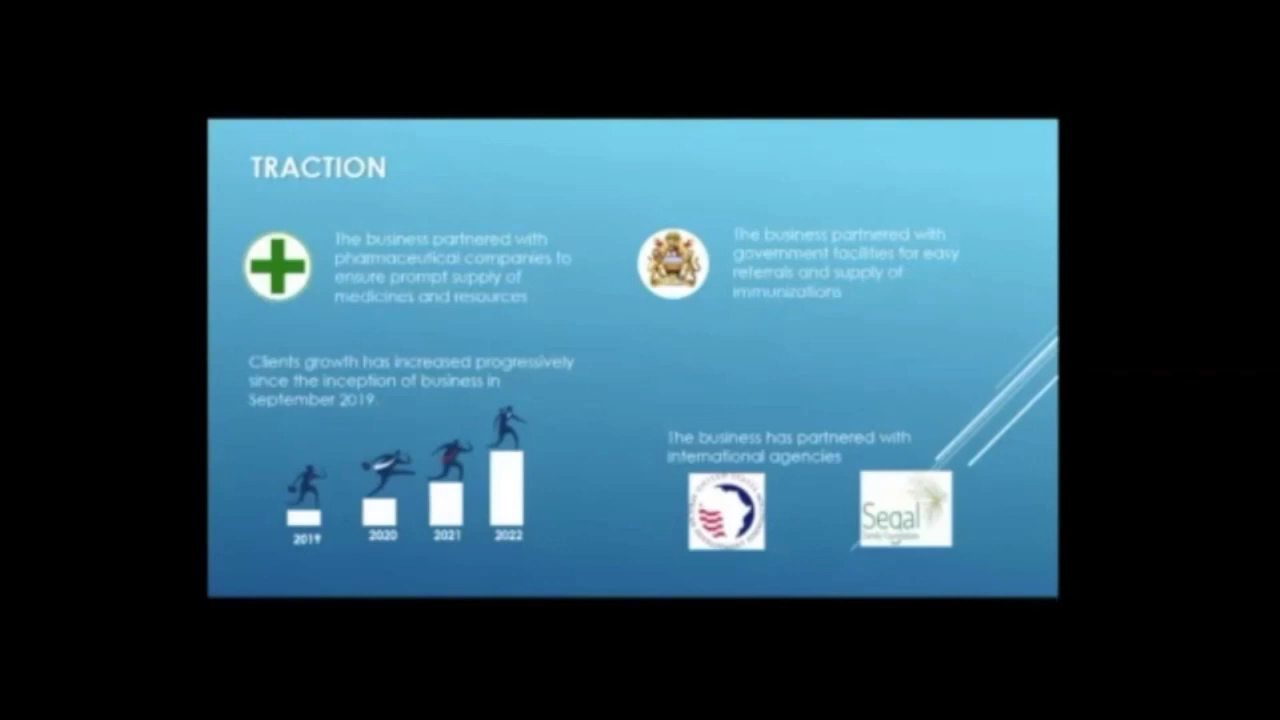 TRACTION
The business partnered with
pharmaceutical companies to
ensure prompt supply of
medicines and resources
The business partnered with
government facilities for easy
referrals and supply of
immunizations
Clients growth has increased progressively
since the inception of business in
September 2019.
2019
2020
2021
2022
The business has partnered with
international agencies
Segal
Family Foundation